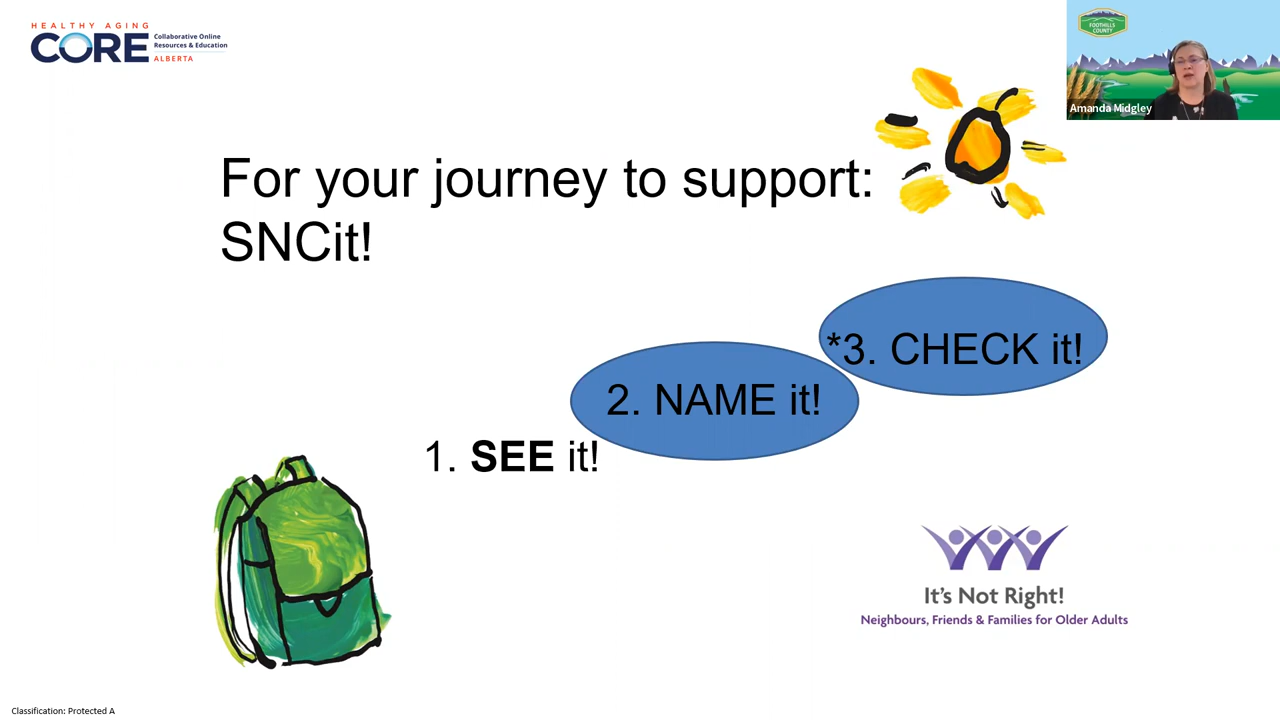 HEALTHY AGING
CORE
Collaborative Online
Resources & Education
ALBERTA
FOOTHILLS
COUNTY
Amanda Midgley
For your journey to support:
SNCit!
*3. CHECK it!
2. NAME it!
1. SEE it!
It's Not Right!
Neighbours, Friends & Families for Older Adults
Classification: Protected A